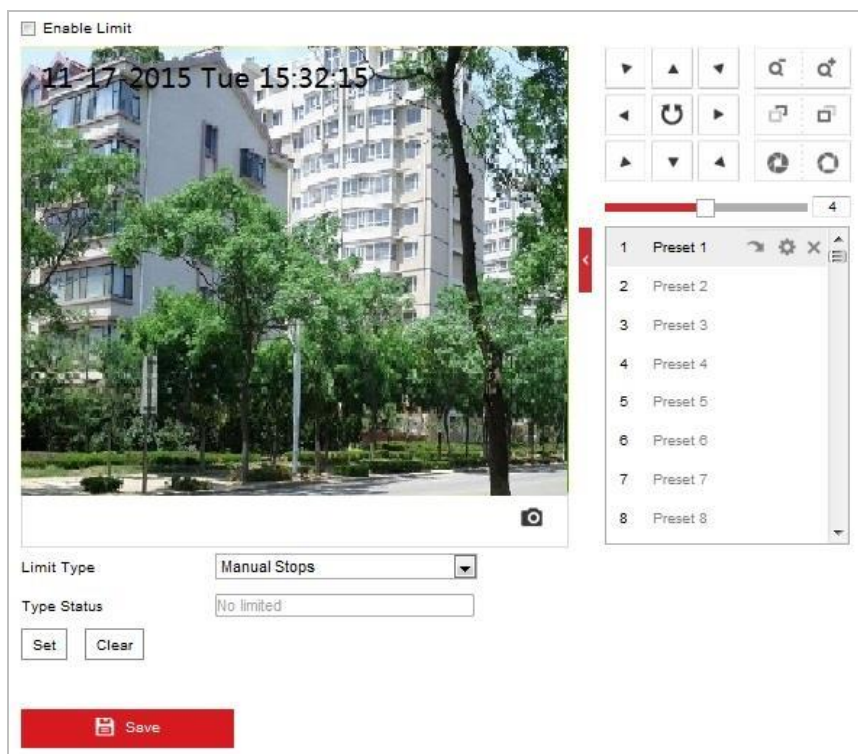 Enable Limit
11-17-2015 Tue 15:32:15
4
1 Preset 1
2 Preset 2
3 Preset 3
4 Preset 4
5 Preset 5
6 Preset 6
7 Preset 7
8 Preset 8
Limit Type Manual Stops
Type Status No limited
Set Clear
Save